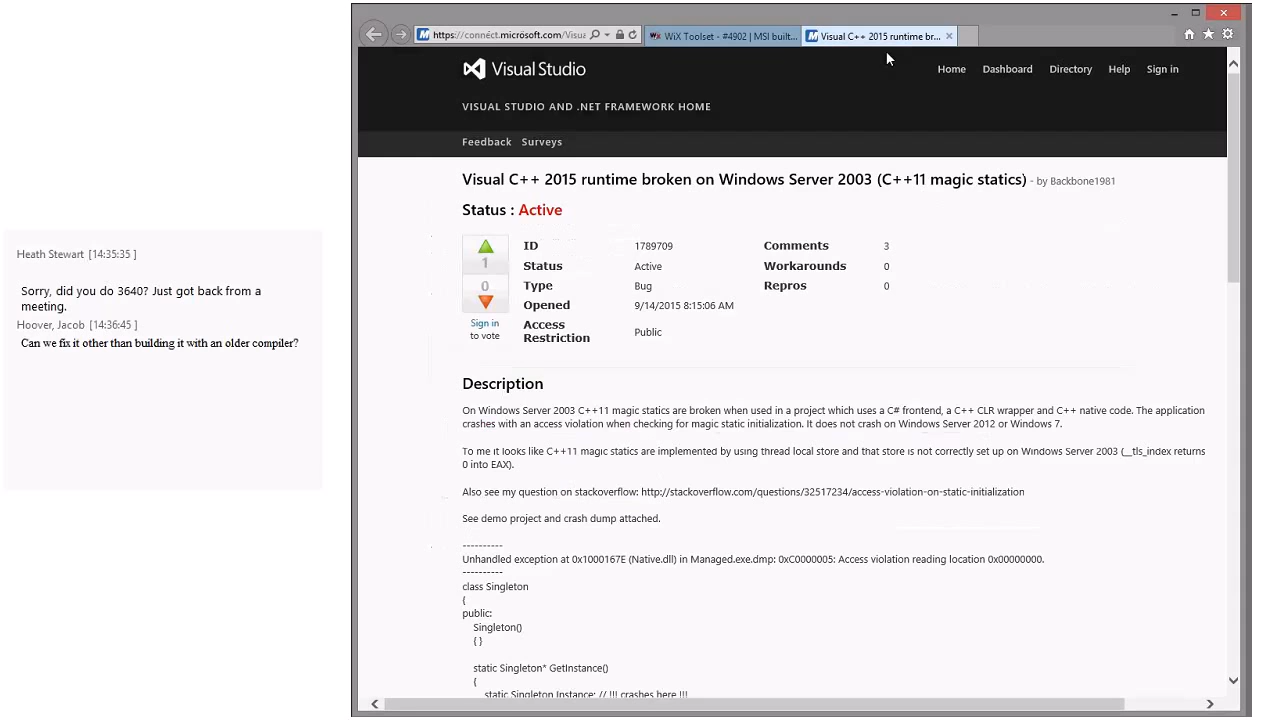 Heath Stewart [14:35:35 ]
Sorry, did you do 3640? Just got back from a
meeting.
Hoover, Jacob [14:36:45 ]
Can we fix it other than building it with an older compiler?
https://connect.microsoft.com/Visua
WiX Toolset - #4902 | MSI built...
Visual C++ 2015 runtime br...
Visual Studio
Home Dashboard Directory Help Sign in
VISUAL STUDIO AND .NET FRAMEWORK HOME
Feedback Surveys
Visual C++ 2015 runtime broken on Windows Server 2003 (C++11 magic statics) - by Backbone1981
Status : Active
1
0
Sign in
to vote
ID 1789709 Comments 3
Status Active Workarounds 0
Type Bug Repros 0
Opened 9/14/2015 8:15:06 AM
Access
Restriction Public
Description
On Windows Server 2003 C++11 magic statics are broken when used in a project which uses a C# frontend, a C++ CLR wrapper and C++ native code. The application
crashes with an access violation when checking for magic static initialization. It does not crash on Windows Server 2012 or Windows 7.
To me it looks like C++11 magic statics are implemented by using thread local store and that store is not correctly set up on Windows Server 2003 (__tls_index returns
0 into EAX).
Also see my question on stackoverflow: http://stackoverflow.com/questions/32517234/access-violation-on-static-initialization
See demo project and crash dump attached.
----------
Unhandled exception at 0x1000167E (Native.dll) in Managed.exe.dmp: 0xC0000005: Access violation reading location 0x00000000.
----------
class Singleton
{
public:
Singleton()
{ }
static Singleton* GetInstance()
{
static Singleton Instance; // !!! crashes here !!!